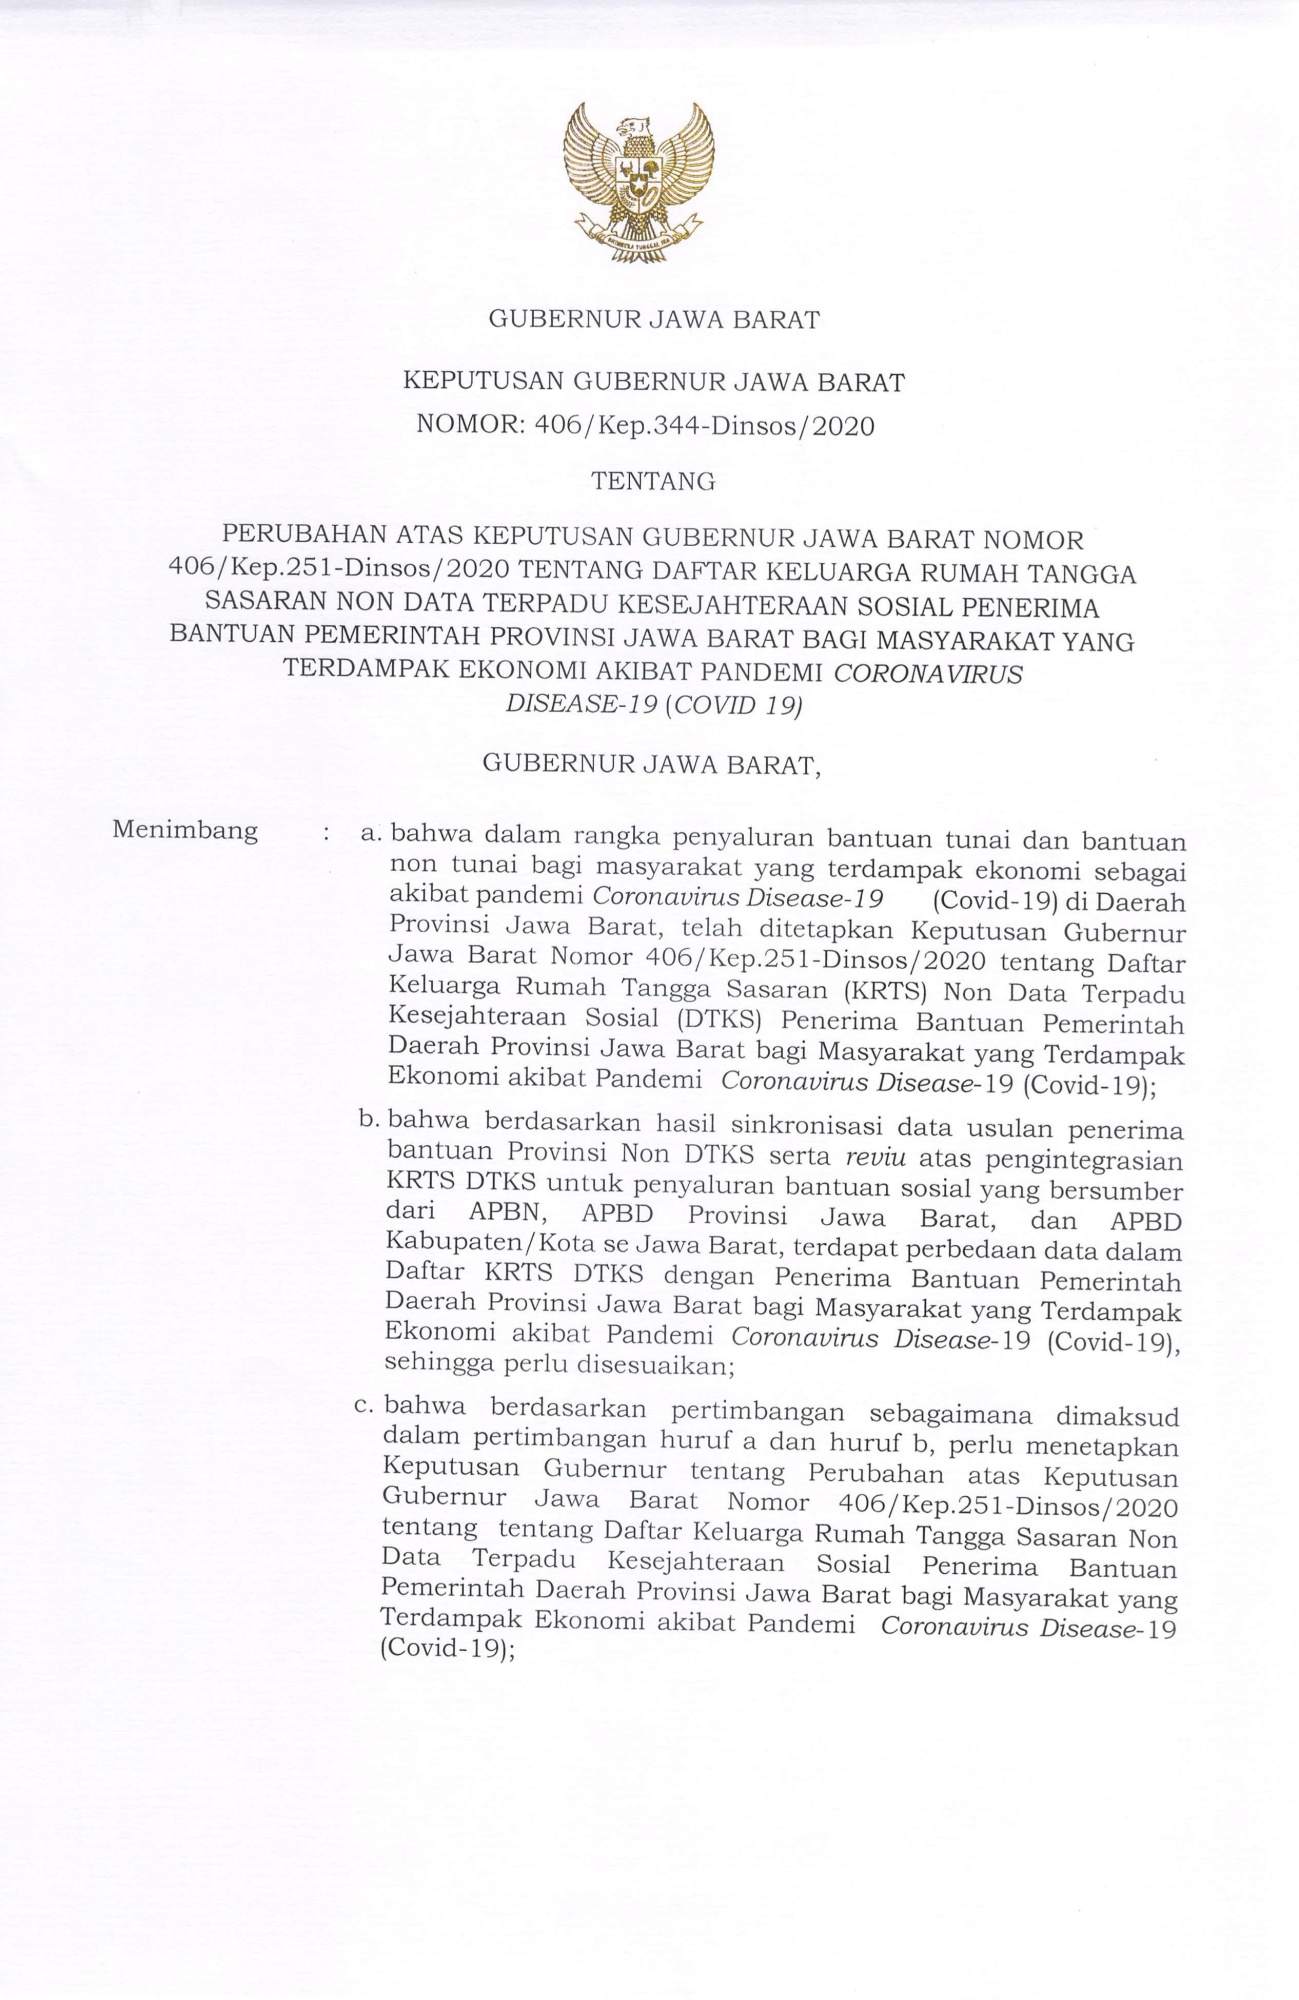 BHINNEKA TUNGGAL IKA
GUBERNUR JAWA BARAT
KEPUTUSAN GUBERNUR JAWA BARAT
NOMOR: 406/Kep.344-Dinsos/2020
TENTANG
PERUBAHAN ATAS KEPUTUSAN GUBERNUR JAWA BARAT NOMOR
406/Kep.251-Dinsos/2020 TENTANG DAFTAR KELUARGA RUMAH TANGGA
SASARAN NON DATA TERPADU KESEJAHTERAAN SOSIAL PENERIMA
BANTUAN PEMERINTAH PROVINSI JAWA BARAT BAGI MASYARAKAT YANG
TERDAMPAK EKONOMI AKIBAT PANDEMI CORONAVIRUS
DISEASE-19 (COVID 19)
GUBERNUR JAWA BARAT,
Menimbang : a. bahwa dalam rangka penyaluran bantuan tunai dan bantuan
non tunai bagi masyarakat yang terdampak ekonomi sebagai
akibat pandemi Coronavirus Disease-19 (Covid-19) di Daerah
Provinsi Jawa Barat, telah ditetapkan Keputusan Gubernur
Jawa Barat Nomor 406/Kep.251-Dinsos/2020 tentang Daftar
Keluarga Rumah Tangga Sasaran (KRTS) Non Data Terpadu
Kesejahteraan Sosial (DTKS) Penerima Bantuan Pemerintah
Daerah Provinsi Jawa Barat bagi Masyarakat yang Terdampak
Ekonomi akibat Pandemi Coronavirus Disease-19 (Covid-19);
b. bahwa berdasarkan hasil sinkronisasi data usulan penerima
bantuan Provinsi Non DTKS serta reviu atas pengintegrasian
KRTS DTKS untuk penyaluran bantuan sosial yang bersumber
dari APBN, APBD Provinsi Jawa Barat, dan APBD
Kabupaten/Kota se Jawa Barat, terdapat perbedaan data dalam
Daftar KRTS DTKS dengan Penerima Bantuan Pemerintah
Daerah Provinsi Jawa Barat bagi Masyarakat yang Terdampak
Ekonomi akibat Pandemi Coronavirus Disease-19 (Covid-19),
sehingga perlu disesuaikan;
c. bahwa berdasarkan pertimbangan sebagaimana dimaksud
dalam pertimbangan huruf a dan huruf b, perlu menetapkan
Keputusan Gubernur tentang Perubahan atas Keputusan
Gubernur Jawa Barat Nomor 406/Kep.251-Dinsos/2020
tentang tentang Daftar Keluarga Rumah Tangga Sasaran Non
Data Terpadu Kesejahteraan Sosial Penerima Bantuan
Pemerintah Daerah Provinsi Jawa Barat bagi Masyarakat yang
Terdampak Ekonomi akibat Pandemi Coronavirus Disease-19
(Covid-19);